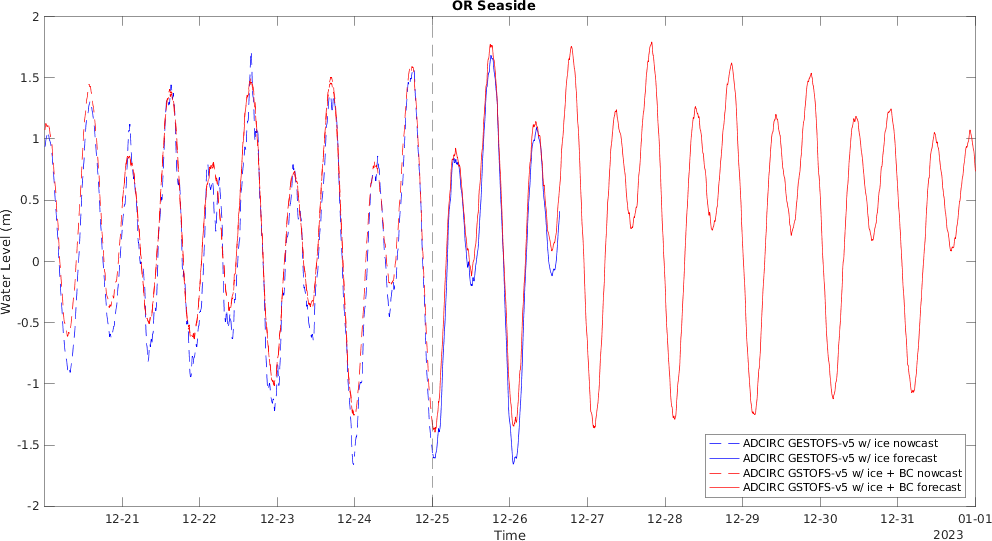 OR Seaside
2
1.5
1
0.5
0
-0.5
-1
-1.5
-2
Water Level (m)
12-21 12-22 12-23 12-24 12-25 12-26 12-27 12-28 12-29 12-30 12-31 01-01
Time
2023
ADCIRC GESTOFS-v5 w/ ice nowcast
ADCIRC GESTOFS-v5 w/ ice forecast
ADCIRC GSTOFS-v5 w/ ice + BC nowcast
ADCIRC GSTOFS-v5 w/ ice + BC forecast